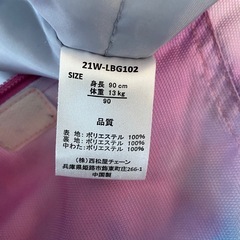 21W-LBG102
SIZE
身長 90cm
体重 13kg
90
品質
表地 ポリエステル 100%
裏地 ポリエステル 100%
中わた ポリエステル 100%
(株)西松屋チェーン
兵庫県姫路市飾東町庄266-1
中国製